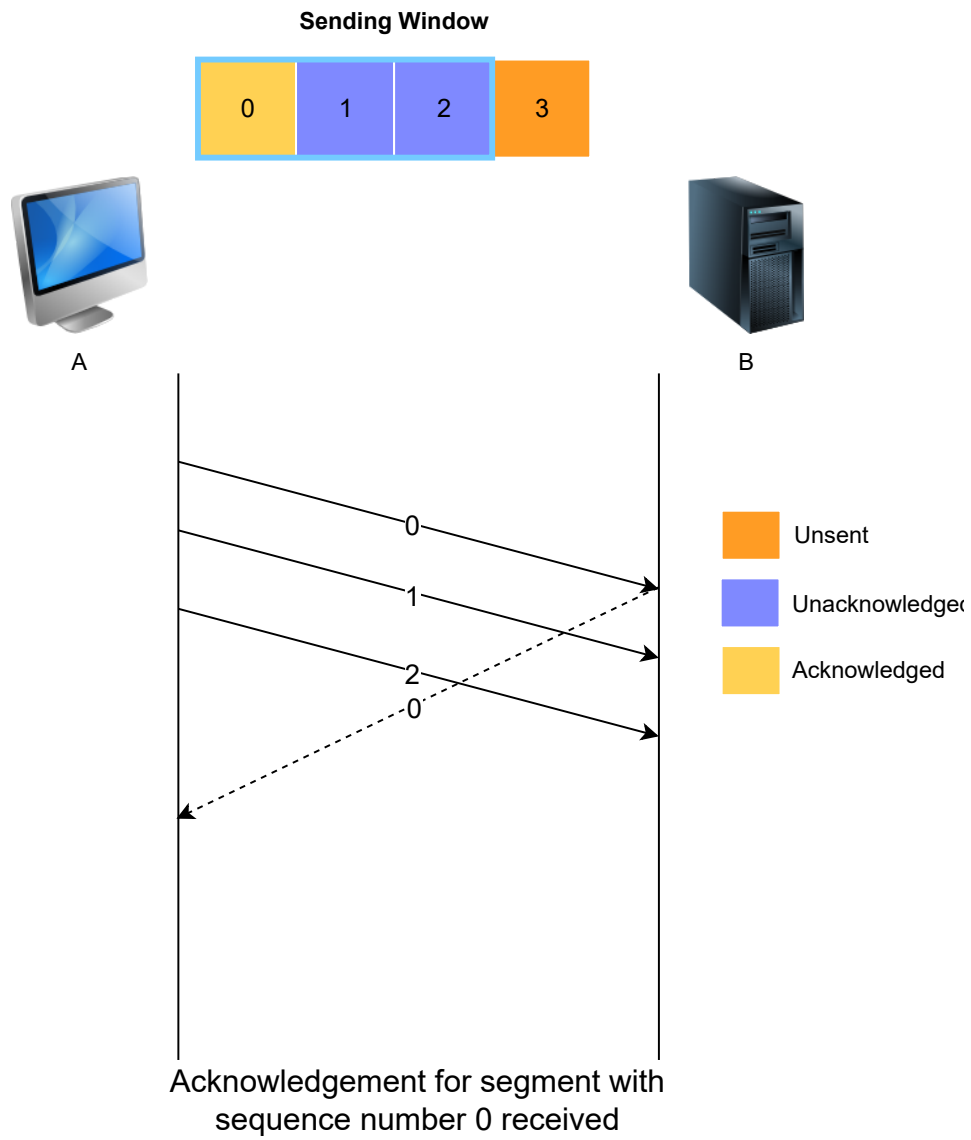 Sending Window
0 1 2 3
A
B
0
1
2
0
Unsent
Unacknowledged
Acknowledged
Acknowledgement for segment with
sequence number 0 received